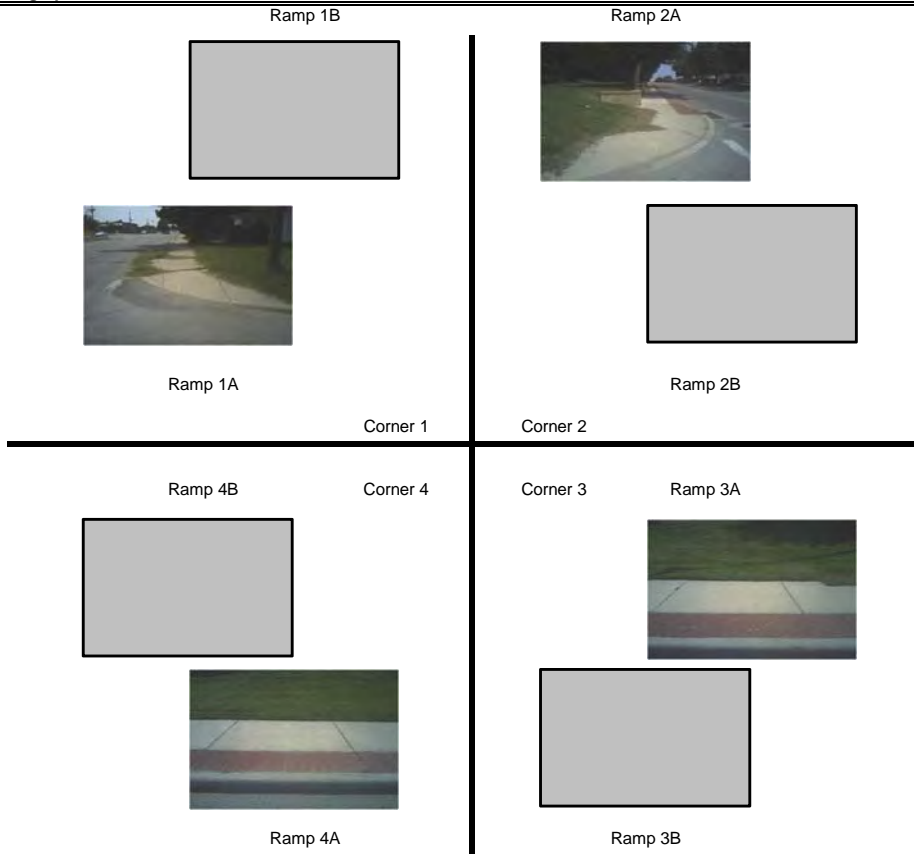 Ramp 1B
Ramp 2A
Ramp 1A
Ramp 2B
Corner 1
Corner 2
Ramp 4B
Corner 4
Corner 3
Ramp 3A
Ramp 4A
Ramp 3B